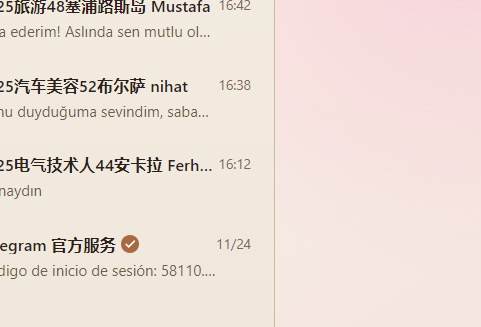 25旅游48塞浦路斯岛 Mustafa 16:42
a ederim! Aslında sen mutlu ol...
25汽车美容52布尔萨 nihat 16:38
nu duyduğuma sevindim, saba...
25电气技术人44安卡拉 Ferh... 16:12
naydın
legram 官方服务 11/24
digo de inicio de sesión: 58110....